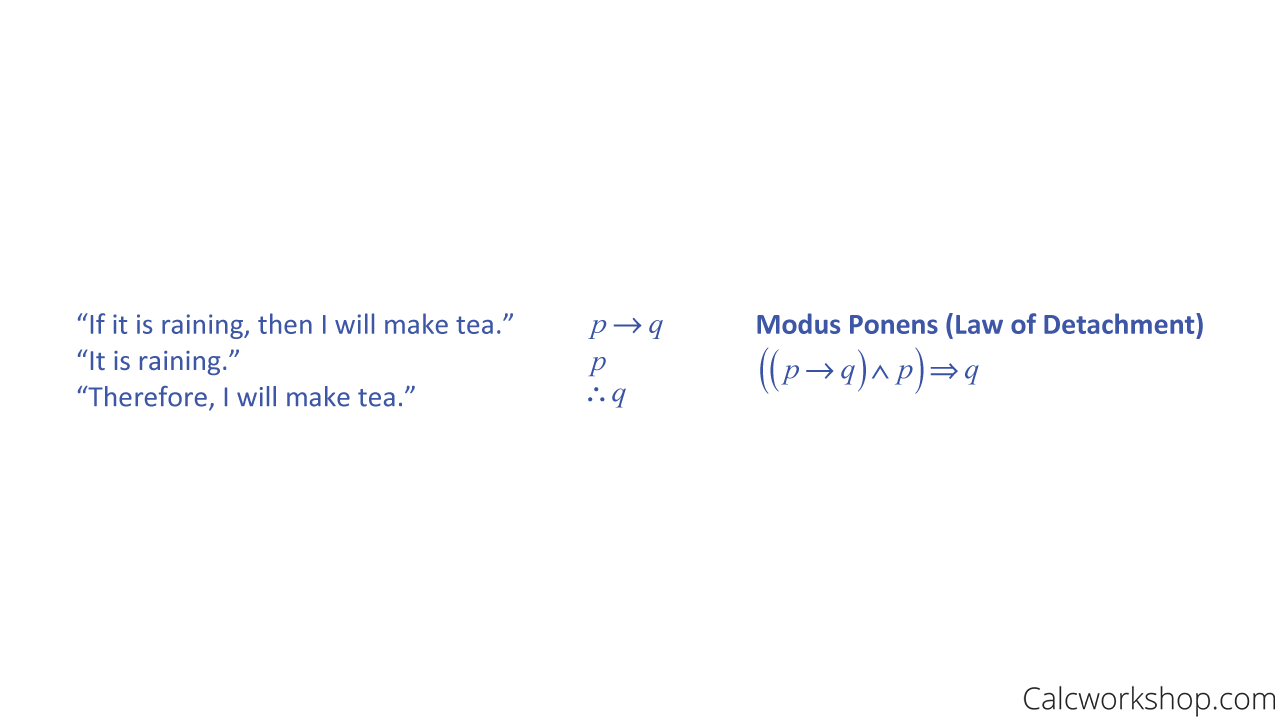 “If it is raining, then I will make tea.” p → q Modus Ponens (Law of Detachment)
“It is raining.” p ((p → q) ∧ p) ⇒ q
“Therefore, I will make tea.” ∴ q
Calcworkshop.com